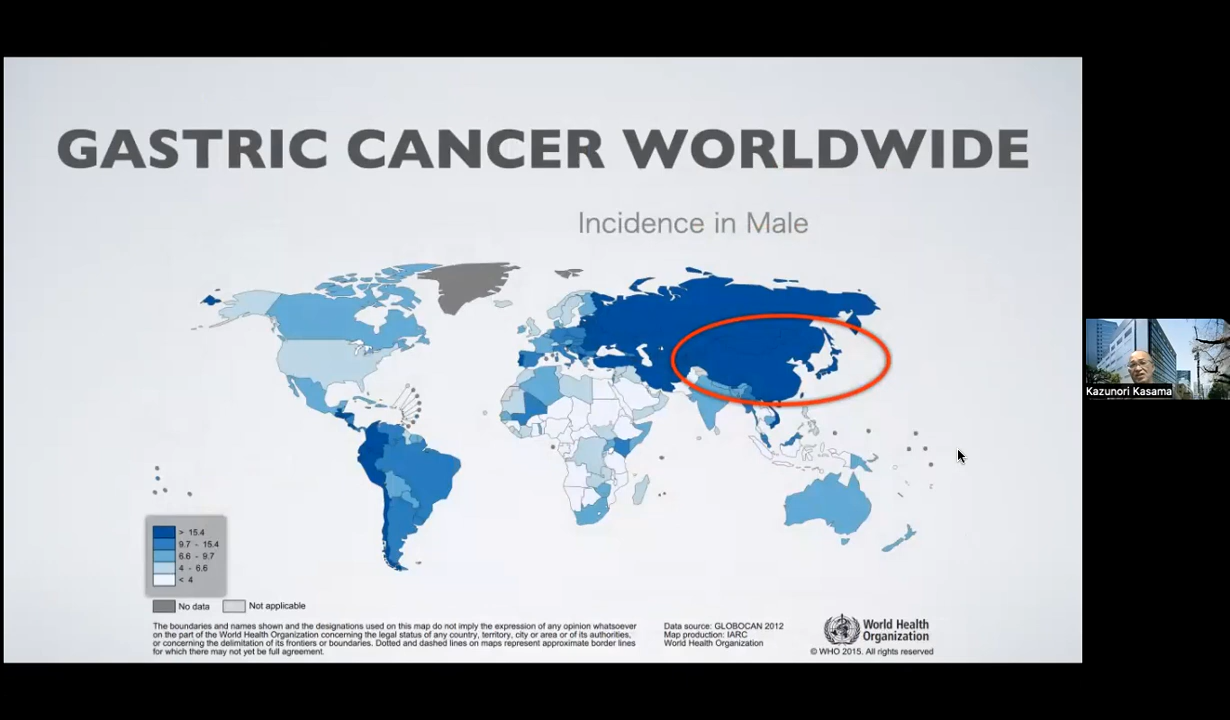 GASTRIC CANCER WORLDWIDE
Incidence in Male
> 15.4
9.7 - 15.4
6.6 - 9.7
4 - 6.6
< 4
No data
Not applicable
The boundaries and names shown and the designations used on this map do not imply the expression of any opinion whatsoever
on the part of the World Health Organization concerning the legal status of any country, territory, city or area or of its authorities,
or concerning the delimitation of its frontiers or boundaries. Dotted and dashed lines on maps represent approximate border lines
for which there may not yet be full agreement.
Data source: GLOBOCAN 2012
Map production: IARC
World Health Organization
World Health
Organization
© WHO 2015. All rights reserved
Kazunori Kasama